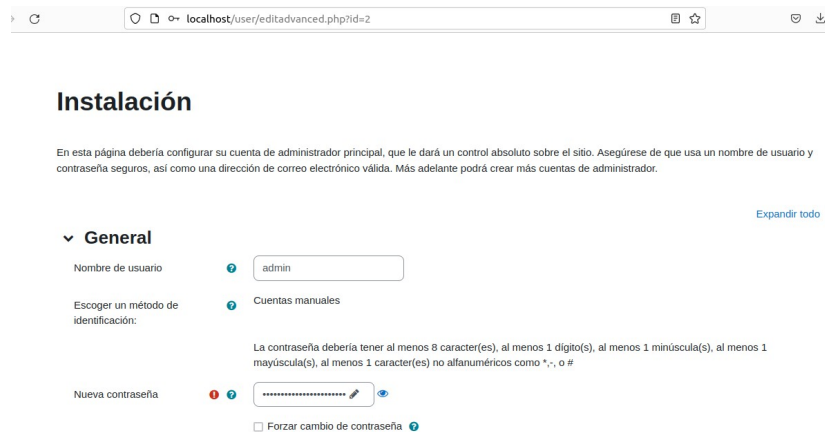 localhost/user/editadvanced.php?id=2
Instalación
En esta página debería configurar su cuenta de administrador principal, que le dará un control absoluto sobre el sitio. Asegúrese de que usa un nombre de usuario y
contraseña seguros, así como una dirección de correo electrónico válida. Más adelante podrá crear más cuentas de administrador.
Expandir todo
General
Nombre de usuario
admin
Escoger un método de
identificación:
Cuentas manuales
La contraseña debería tener al menos 8 caracter(es), al menos 1 dígito(s), al menos 1 minúscula(s), al menos 1
mayúscula(s), al menos 1 caracter(es) no alfanuméricos como *,-, o #
Nueva contraseña
•••••••••••••••••••••••
Forzar cambio de contraseña